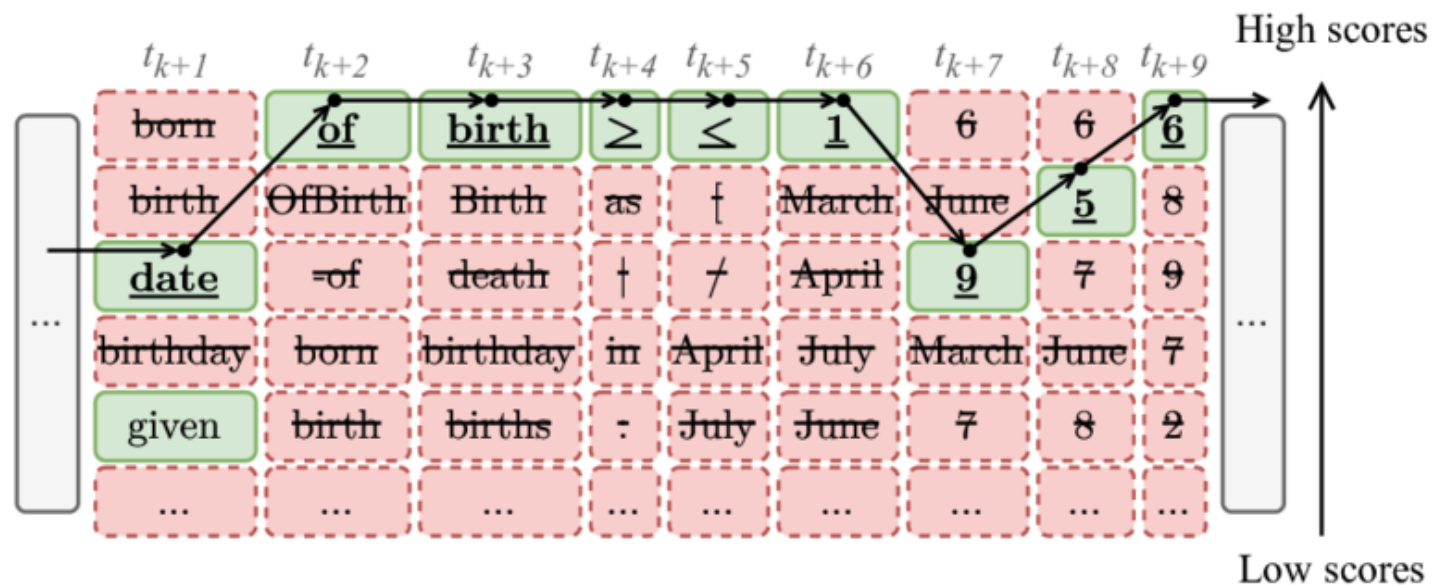 High scores
t_{k+1} t_{k+2} t_{k+3} t_{k+4} t_{k+5} t_{k+6} t_{k+7} t_{k+8} t_{k+9}
born of birth > < 1 6 6 6
birth OfBirth Birth as [ March June 5 8
date -of death | / April 9 7 9
... birthday born birthday in April July March June 7 ...
given birth births : July June 7 8 2
... ... ... ... ... ... ... ... ...
Low scores